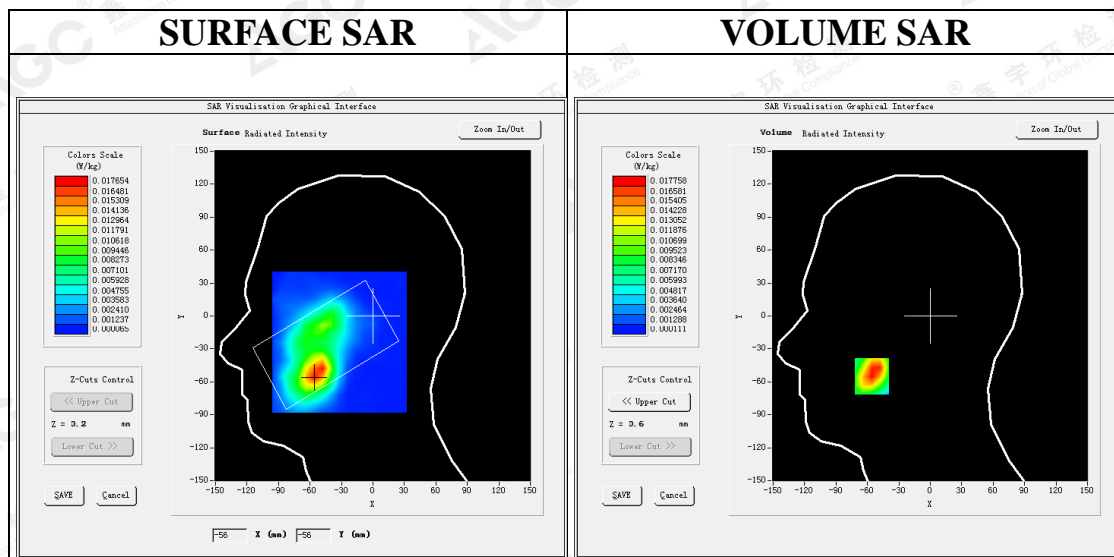 SURFACE SAR
VOLUME SAR
SAR Visualisation Graphical Interface
Surface Radiated Intensity
Zoom In/Out
Colors Scale
(W/kg)
0.017654
0.016481
0.015309
0.014136
0.012964
0.011791
0.010618
0.009446
0.008273
0.007101
0.005928
0.004755
0.003583
0.002410
0.001237
0.000065
Z-Cuts Control
<< Upper Cut
Z = 0.2 mm
Lower Cut >>
SAVE Cancel
150
120
90
60
30
0
-30
-60
-90
-120
-150
Y
-150 -120 -90 -60 -30 0 30 60 90 120 150
X
-56 X (mm) -56 Y (mm)
SAR Visualisation Graphical Interface
Volume Radiated Intensity
Zoom In/Out
Colors Scale
(W/kg)
0.017758
0.016581
0.015405
0.014228
0.013052
0.011876
0.010699
0.009523
0.008346
0.007170
0.005993
0.004817
0.003640
0.002464
0.001288
0.000111
Z-Cuts Control
<< Upper Cut
Z = 0.6 mm
Lower Cut >>
SAVE Cancel
150
120
90
60
30
0
-30
-60
-90
-120
-150
Y
-150 -120 -90 -60 -30 0 30 60 90 120 150
X